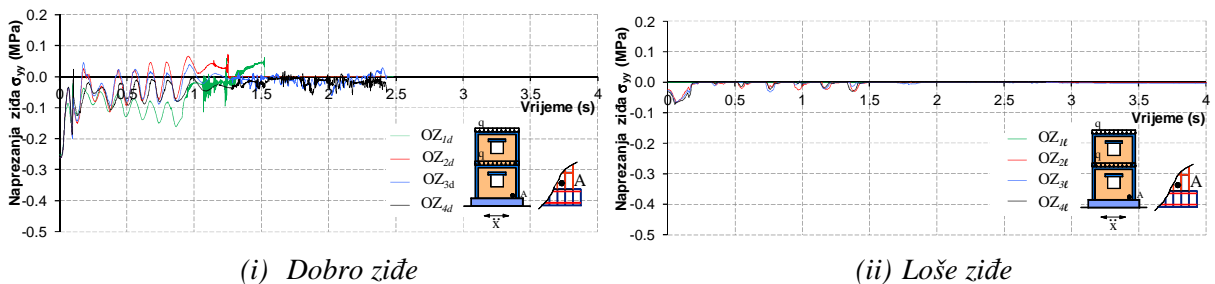 Naprezanja ziđa σyy (MPa)
0.2
0.1
0.0
-0.1
-0.2
-0.3
-0.4
-0.5
0 0.5 1 1.5 2 2.5 3 3.5 4
Vrijeme (s)
OZ1d
OZ2d
OZ3d
OZ4d
q
q
A
ẍ
A
(i) Dobro ziđe
Naprezanja ziđa σyy (MPa)
0.2
0.1
0.0
-0.1
-0.2
-0.3
-0.4
-0.5
0 0.5 1 1.5 2 2.5 3 3.5 4
Vrijeme (s)
OZ1ℓ
OZ2ℓ
OZ3ℓ
OZ4ℓ
q
q
A
ẍ
A
(ii) Loše ziđe